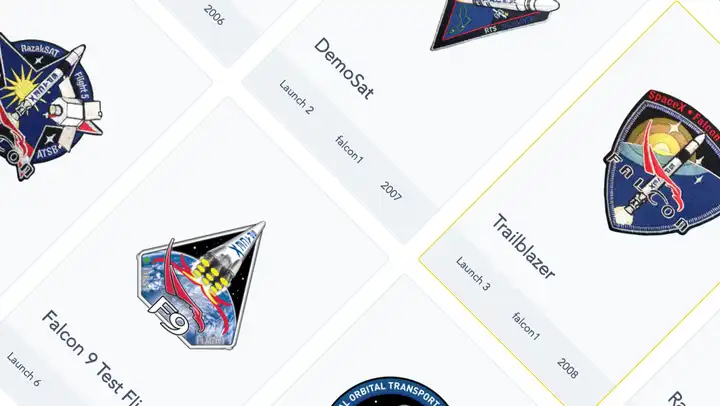 2006
DemoSat
Launch 2
falcon1
2007
RTS
RazakSAT
Flight 5
ATSB
SpaceX • Falcon
FALCON
Trailblazer
Launch 3
falcon1
2008
F9
Falcon 9 Test Fli
Launch 6
AL ORBITAL TRANSPORT
Ra